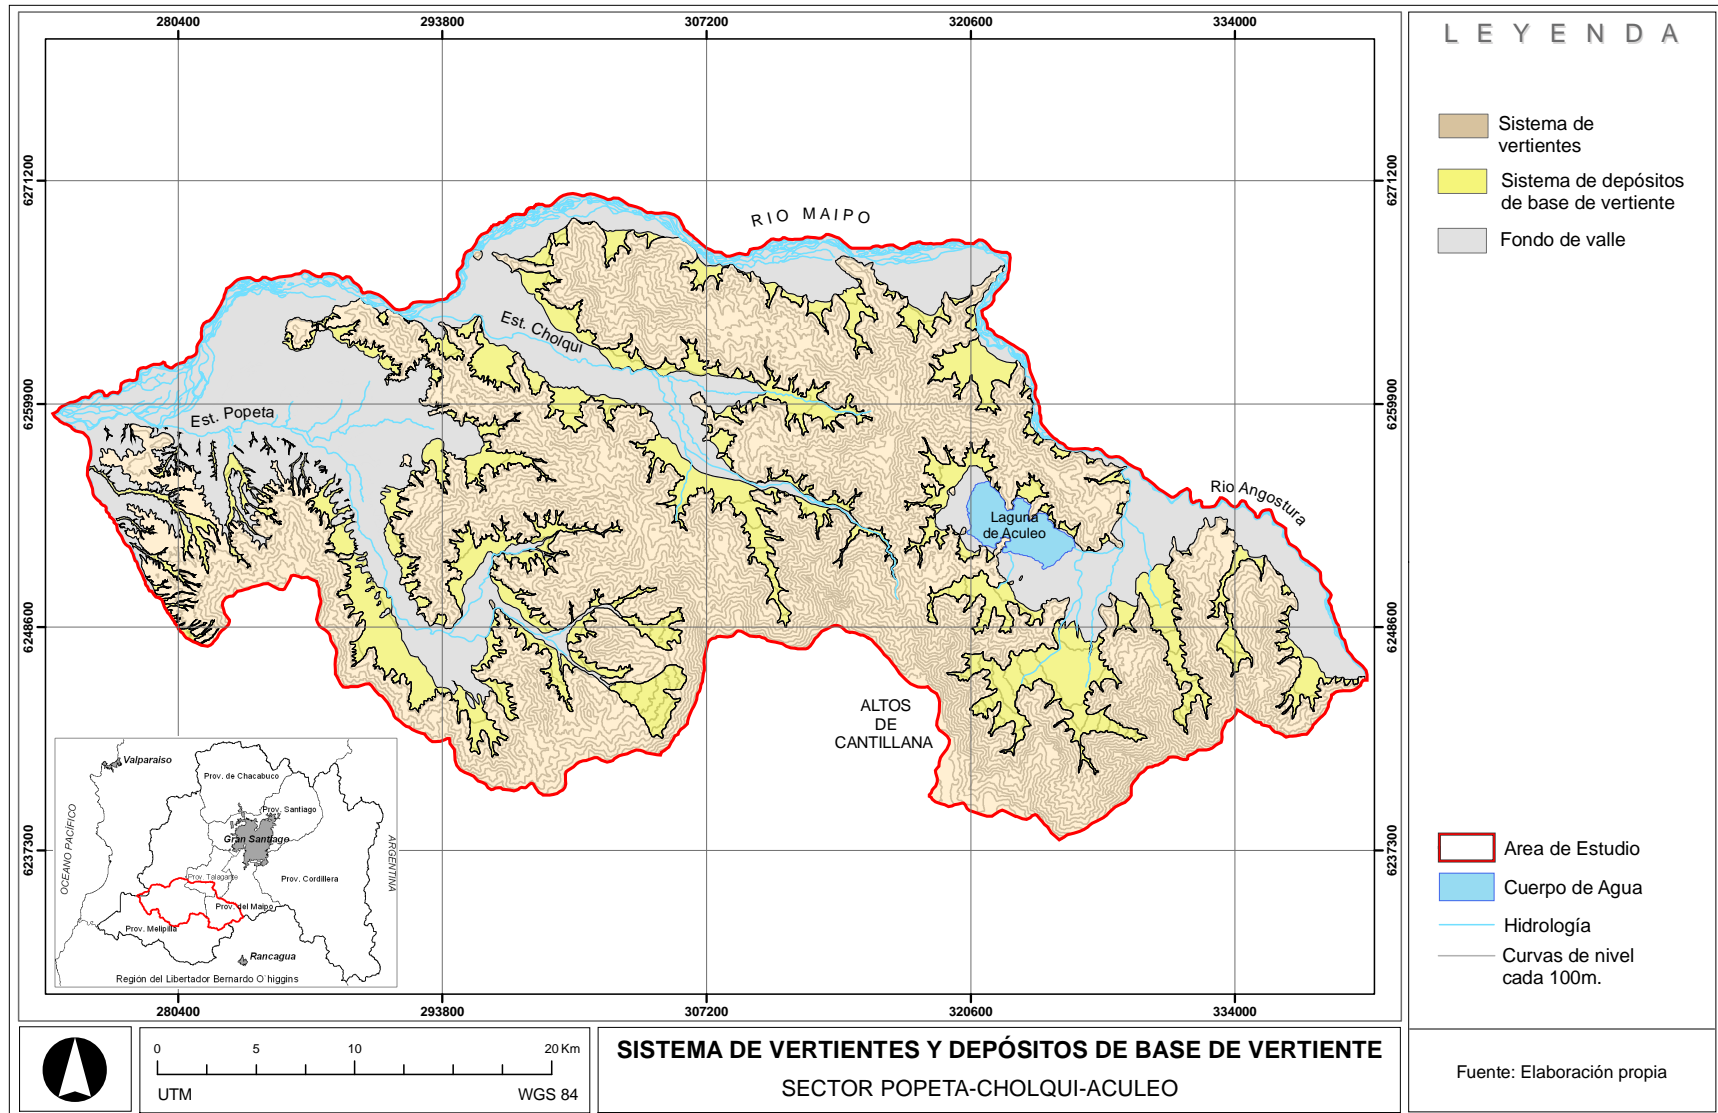 280400
293800
307200
320600
334000
6271200
6271200
RIO MAIPO
Est. Cholqui
6259900
6259900
Est. Popeta
Rio Angostura
Laguna
de Aculeo
6248600
6248600
ALTOS
DE
CANTILLANA
6237300
6237300
Valparaiso
Prov. de Chacabuco
Prov. Santiago
OCEANO PACÍFICO
Gran Santiago
ARGENTINA
Prov. Talagante
Prov. Cordillera
Prov. del Maipo
Prov. Melipilla
Rancagua
Región del Libertador Bernardo O´higgins
280400
293800
307200
320600
334000
LEYENDA
Sistema de
vertientes
Sistema de depósitos
de base de vertiente
Fondo de valle
Area de Estudio
Cuerpo de Agua
Hidrología
Curvas de nivel
cada 100m.
0 5 10 20 Km
UTM WGS 84
SISTEMA DE VERTIENTES Y DEPÓSITOS DE BASE DE VERTIENTE
SECTOR POPETA-CHOLQUI-ACULEO
Fuente: Elaboración propia